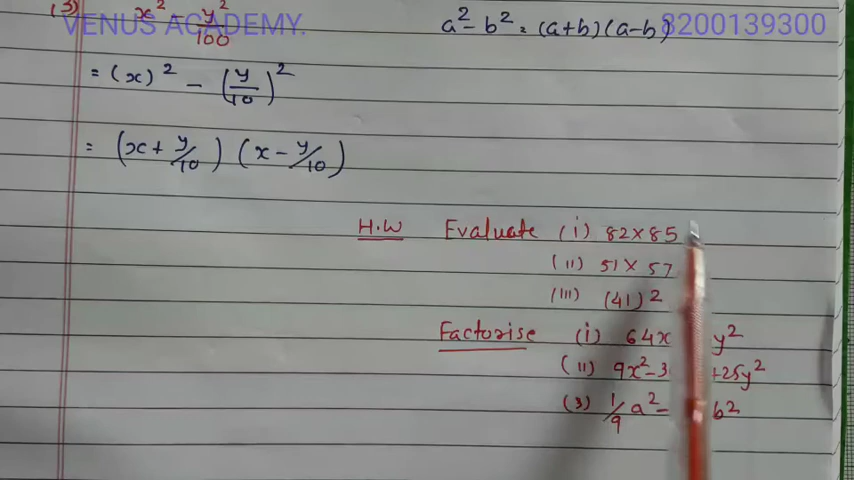 (3) x² - y²/100
VENUS ACADEMY.
a² - b² = (a+b)(a-b)
8200139300
= (x)² - (y/10)²
= (x + y/10) (x - y/10)
H.W Evaluate (i) 82×85
(ii) 51 × 57
(iii) (41)²
Factorise (i) 64x y²
(ii) 9x² - 3 +25y²
(3) 1/9 a² - b²